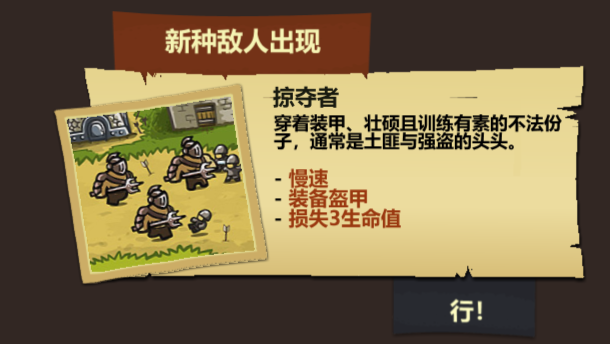 新种敌人出现
掠夺者
穿着装甲、壮硕且训练有素的不法份
子，通常是土匪与强盗的头头。
- 慢速
- 装备盔甲
- 损失3生命值
行!